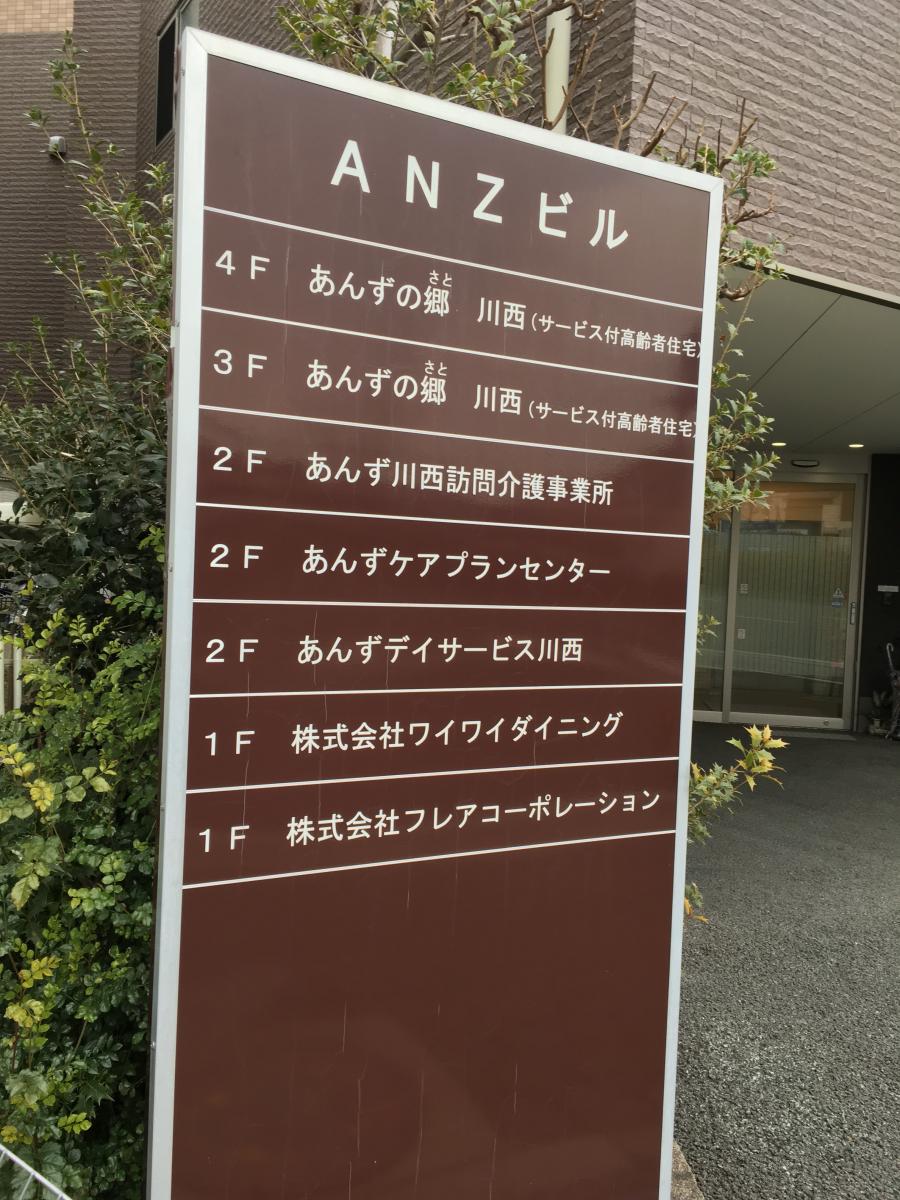 ANZビル
4F あんずの郷 川西(サービス付高齢者住宅)
さと
3F あんずの郷 川西(サービス付高齢者住宅)
さと
2F あんず川西訪問介護事業所
2F あんずケアプランセンター
2F あんずデイサービス川西
1F 株式会社ワイワイダイニング
1F 株式会社フレアコーポレーション